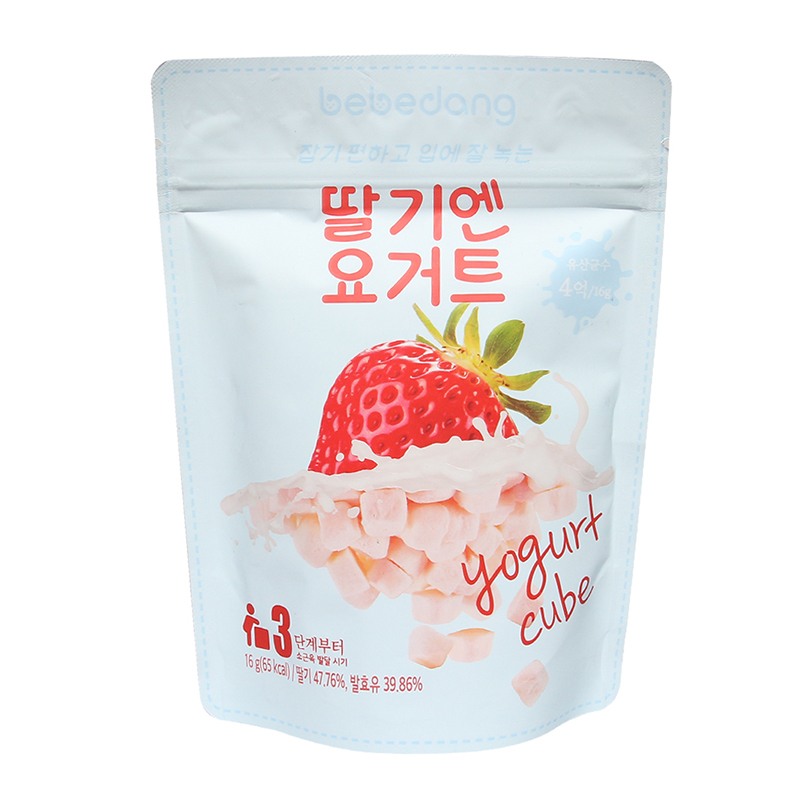 bebedang
잡기 편하고 입에 잘 녹는
딸기엔
요거트
유산균수
4억/16g
yogurt
cube
3단계부터
소근육 발달 시기
16 g(65 kcal) / 딸기 47.76%, 발효유 39.86%